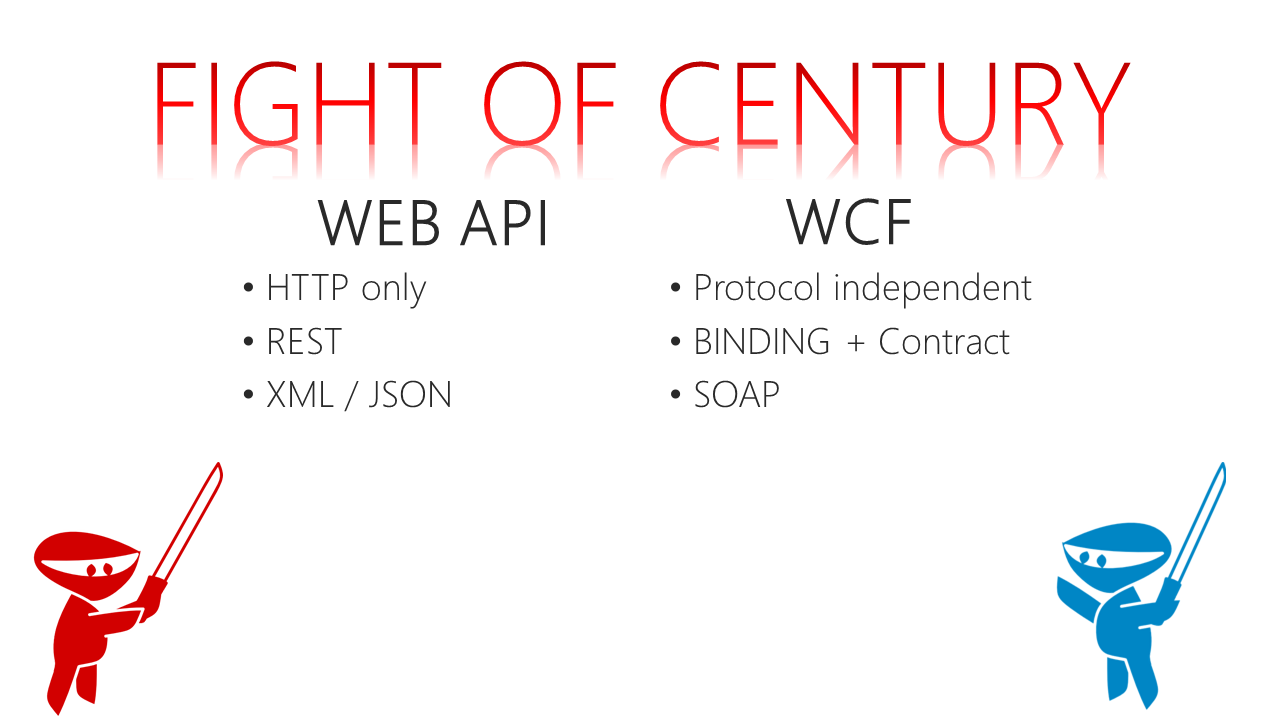 FIGHT OF CENTURY
WEB API
• HTTP only
• REST
• XML / JSON
WCF
• Protocol independent
• BINDING + Contract
• SOAP